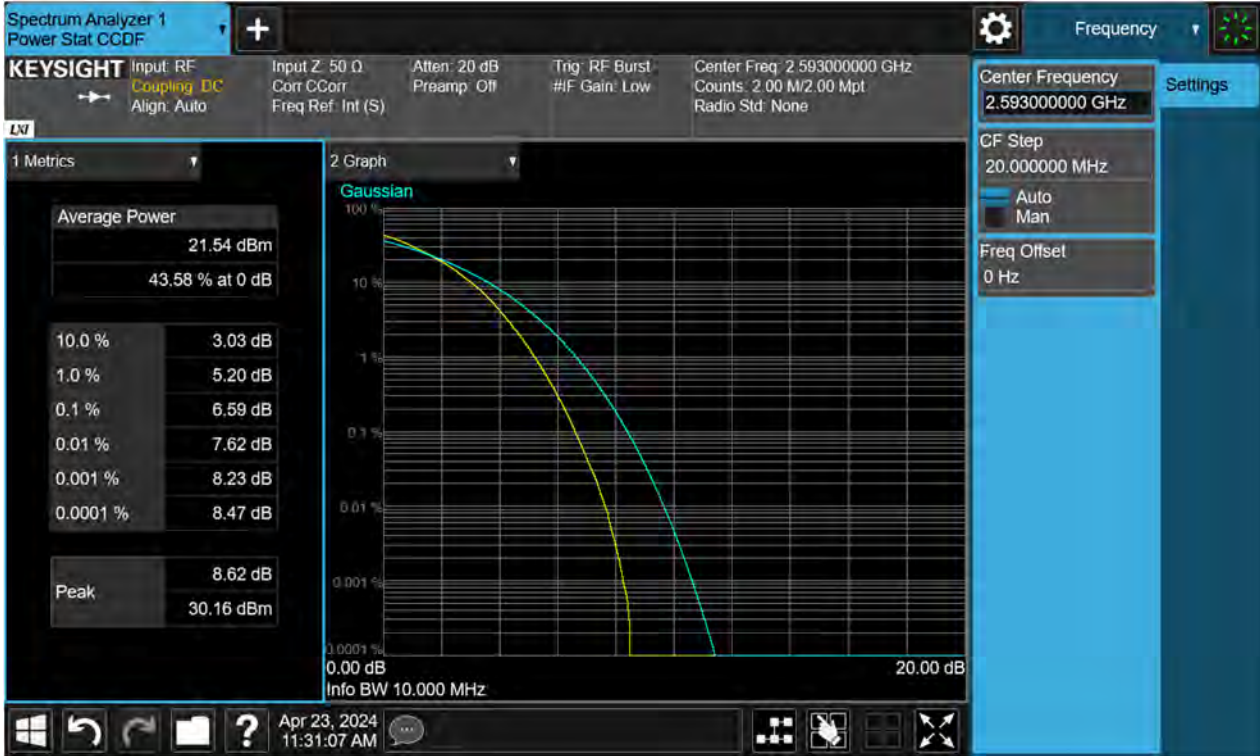 Spectrum Analyzer 1
Power Stat CCDF
+
Frequency
KEYSIGHT
Input: RF
Coupling: DC
Align: Auto
Input Z: 50 Ω
Corr CCorr
Freq Ref: Int (S)
Atten: 20 dB
Preamp: Off
Trig: RF Burst
#IF Gain: Low
Center Freq: 2.593000000 GHz
Counts: 2.00 M/2.00 Mpt
Radio Std: None
LXI
Center Frequency
2.593000000 GHz
Settings
CF Step
20.000000 MHz
Auto
Man
Freq Offset
0 Hz
1 Metrics
Average Power
21.54 dBm
43.58 % at 0 dB
10.0 % 3.03 dB
1.0 % 5.20 dB
0.1 % 6.59 dB
0.01 % 7.62 dB
0.001 % 8.23 dB
0.0001 % 8.47 dB
Peak
8.62 dB
30.16 dBm
2 Graph
Gaussian
100 %
10 %
1 %
0.1 %
0.01 %
0.001 %
0.0001 %
0.00 dB 20.00 dB
Info BW 10.000 MHz
?
Apr 23, 2024
11:31:07 AM